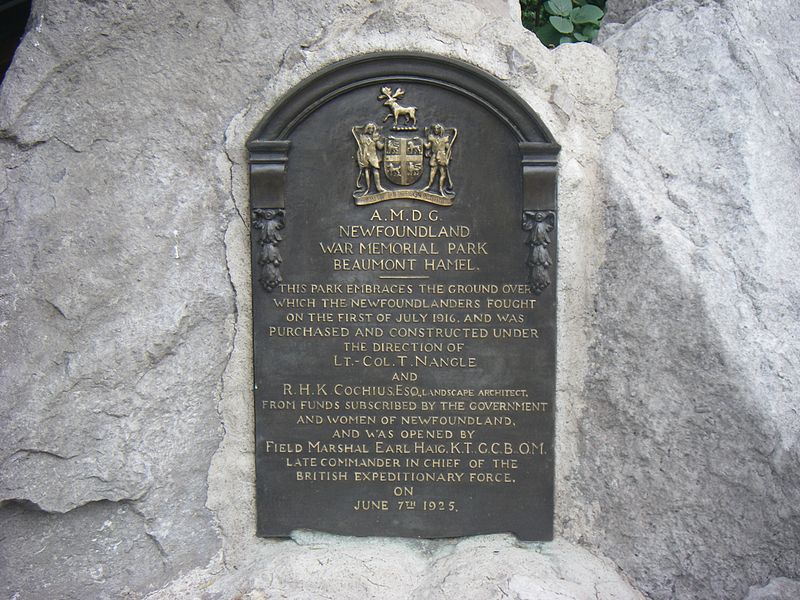 A. M. D. G.
NEWFOUNDLAND
WAR MEMORIAL PARK
BEAUMONT HAMEL.
THIS PARK EMBRACES THE GROUND OVER
WHICH THE NEWFOUNDLANDERS FOUGHT
ON THE FIRST OF JULY 1916, AND WAS
PURCHASED AND CONSTRUCTED UNDER
THE DIRECTION OF
LT.-COL. T. NANGLE
AND
R. H. K. COCHIUS, ESQ., LANDSCAPE ARCHITECT,
FROM FUNDS SUBSCRIBED BY THE GOVERNMENT
AND WOMEN OF NEWFOUNDLAND,
AND WAS OPENED BY
FIELD MARSHAL EARL HAIG, K.T. G.C.B. O.M.
LATE COMMANDER IN CHIEF OF THE
BRITISH EXPEDITIONARY FORCE,
ON
JUNE 7TH 1925.